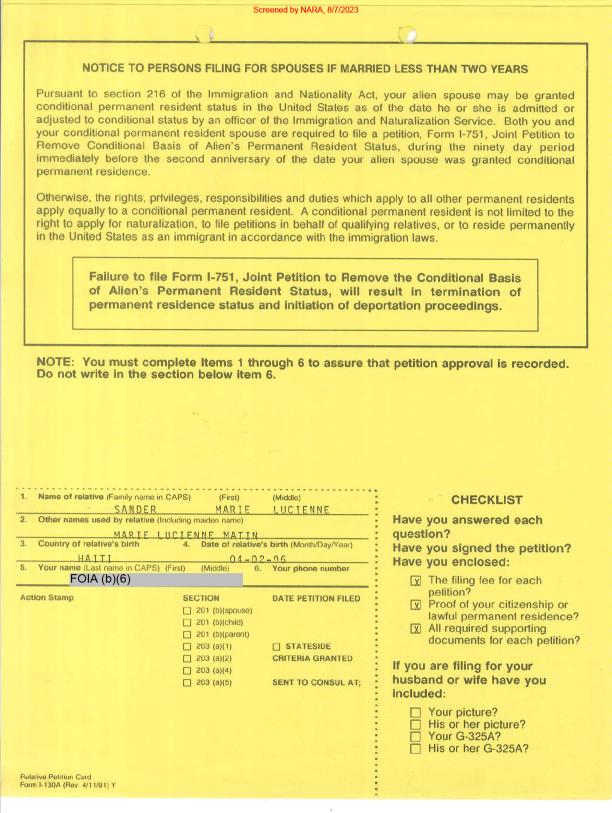 Screened by NARA, 8/7/2023
NOTICE TO PERSONS FILING FOR SPOUSES IF MARRIED LESS THAN TWO YEARS
Pursuant to section 216 of the Immigration and Nationality Act, your alien spouse may be granted
conditional permanent resident status in the United States as of the date he or she is admitted or
adjusted to conditional status by an officer of the Immigration and Naturalization Service. Both you and
your conditional permanent resident spouse are required to file a petition, Form I-751, Joint Petition to
Remove Conditional Basis of Alien's Permanent Resident Status, during the ninety day period
immediately before the second anniversary of the date your alien spouse was granted conditional
permanent residence.
Otherwise, the rights, privileges, responsibilities and duties which apply to all other permanent residents
apply equally to a conditional permanent resident. A conditional permanent resident is not limited to the
right to apply for naturalization, to file petitions in behalf of qualifying relatives, or to reside permanently
in the United States as an immigrant in accordance with the immigration laws.
Failure to file Form I-751, Joint Petition to Remove the Conditional Basis
of Alien's Permanent Resident Status, will result in termination of
permanent residence status and initiation of deportation proceedings.
NOTE: You must complete Items 1 through 6 to assure that petition approval is recorded.
Do not write in the section below item 6.
1. Name of relative (Family name in CAPS) (First) (Middle)
SANDER MARIE LUCIENNE
2. Other names used by relative (Including maiden name)
MARIE LUCIENNE MATIN
3. Country of relative's birth 4. Date of relative's birth (Month/Day/Year)
HAITI 04-02-06
5. Your name (Last name in CAPS) (First) (Middle) 6. Your phone number
FOIA (b)(6)
Action Stamp SECTION DATE PETITION FILED
201 (b)(spouse)
201 (b)(child)
201 (b)(parent)
203 (a)(1) STATESIDE
203 (a)(2) CRITERIA GRANTED
203 (a)(4)
203 (a)(5) SENT TO CONSUL AT;
Relative Petition Card
Form I-130A (Rev. 4/11/91) Y
CHECKLIST
Have you answered each
question?
Have you signed the petition?
Have you enclosed:
X The filing fee for each
petition?
X Proof of your citizenship or
lawful permanent residence?
X All required supporting
documents for each petition?
If you are filing for your
husband or wife have you
included:
Your picture?
His or her picture?
Your G-325A?
His or her G-325A?